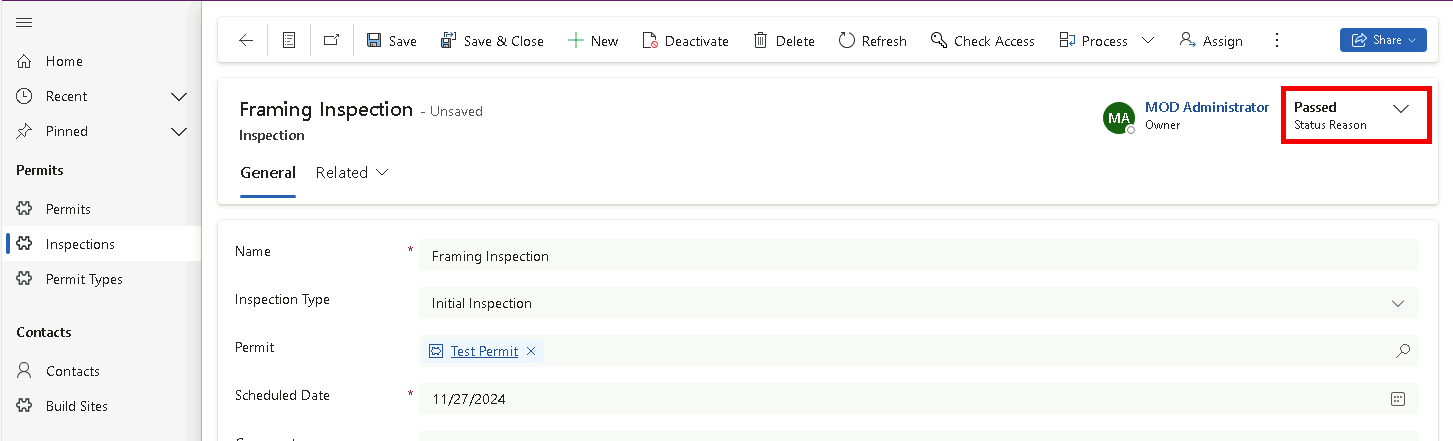 Save
Save & Close
New
Deactivate
Delete
Refresh
Check Access
Process
Assign
Share
Home
Recent
Pinned
Permits
Permits
Inspections
Permit Types
Contacts
Contacts
Build Sites
Framing Inspection - Unsaved
Inspection
MA
MOD Administrator
Owner
Passed
Status Reason
General
Related
Name *
Framing Inspection
Inspection Type
Initial Inspection
Permit
Test Permit
Scheduled Date *
11/27/2024